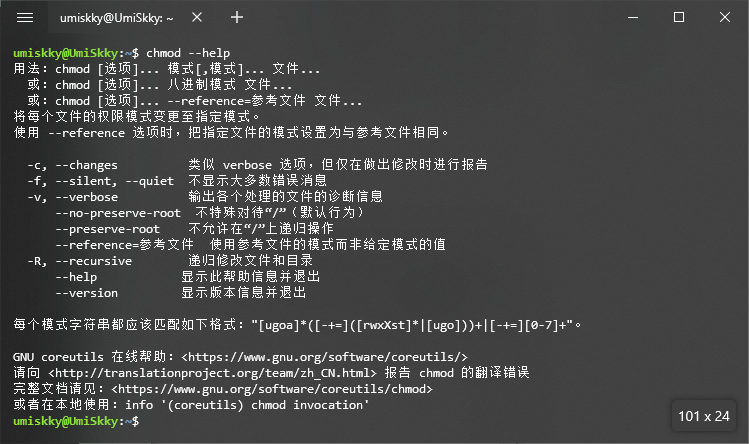 umiskky@UmiSkky: ~
umiskky@UmiSkky:~$ chmod --help
用法：chmod [选项]... 模式[,模式]... 文件...
  或：chmod [选项]... 八进制模式 文件...
  或：chmod [选项]... --reference=参考文件 文件...
将每个文件的权限模式变更至指定模式。
使用 --reference 选项时，把指定文件的模式设置为与参考文件相同。
  -c, --changes          类似 verbose 选项，但仅在做出修改时进行报告
  -f, --silent, --quiet  不显示大多数错误消息
  -v, --verbose          输出各个处理的文件的诊断信息
      --no-preserve-root  不特殊对待“/”（默认行为）
      --preserve-root    不允许在“/”上递归操作
      --reference=参考文件  使用参考文件的模式而非给定模式的值
  -R, --recursive        递归修改文件和目录
      --help            显示此帮助信息并退出
      --version         显示版本信息并退出
每个模式字符串都应该匹配如下格式："[ugoa]*([-+=]([rwxXst]*|[ugo]))+|[-+=][0-7]+"。
GNU coreutils 在线帮助：<https://www.gnu.org/software/coreutils/>
请向 <http://translationproject.org/team/zh_CN.html> 报告 chmod 的翻译错误
完整文档请见：<https://www.gnu.org/software/coreutils/chmod>
或者在本地使用：info '(coreutils) chmod invocation'
umiskky@UmiSkky:~$
101 x 24